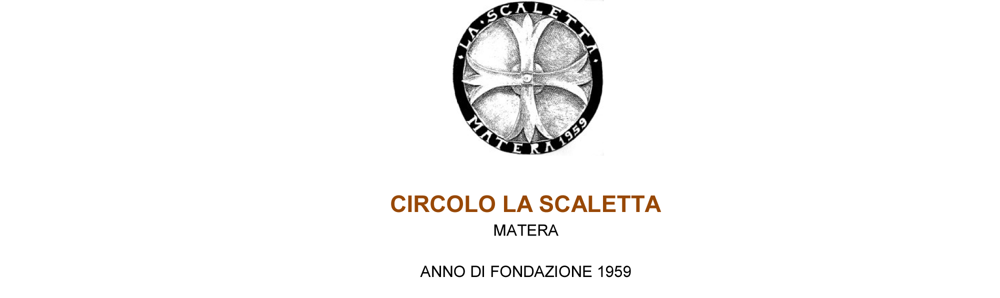 · LA · SCALETTA ·
MATERA 1959
CIRCOLO LA SCALETTA
MATERA
ANNO DI FONDAZIONE 1959